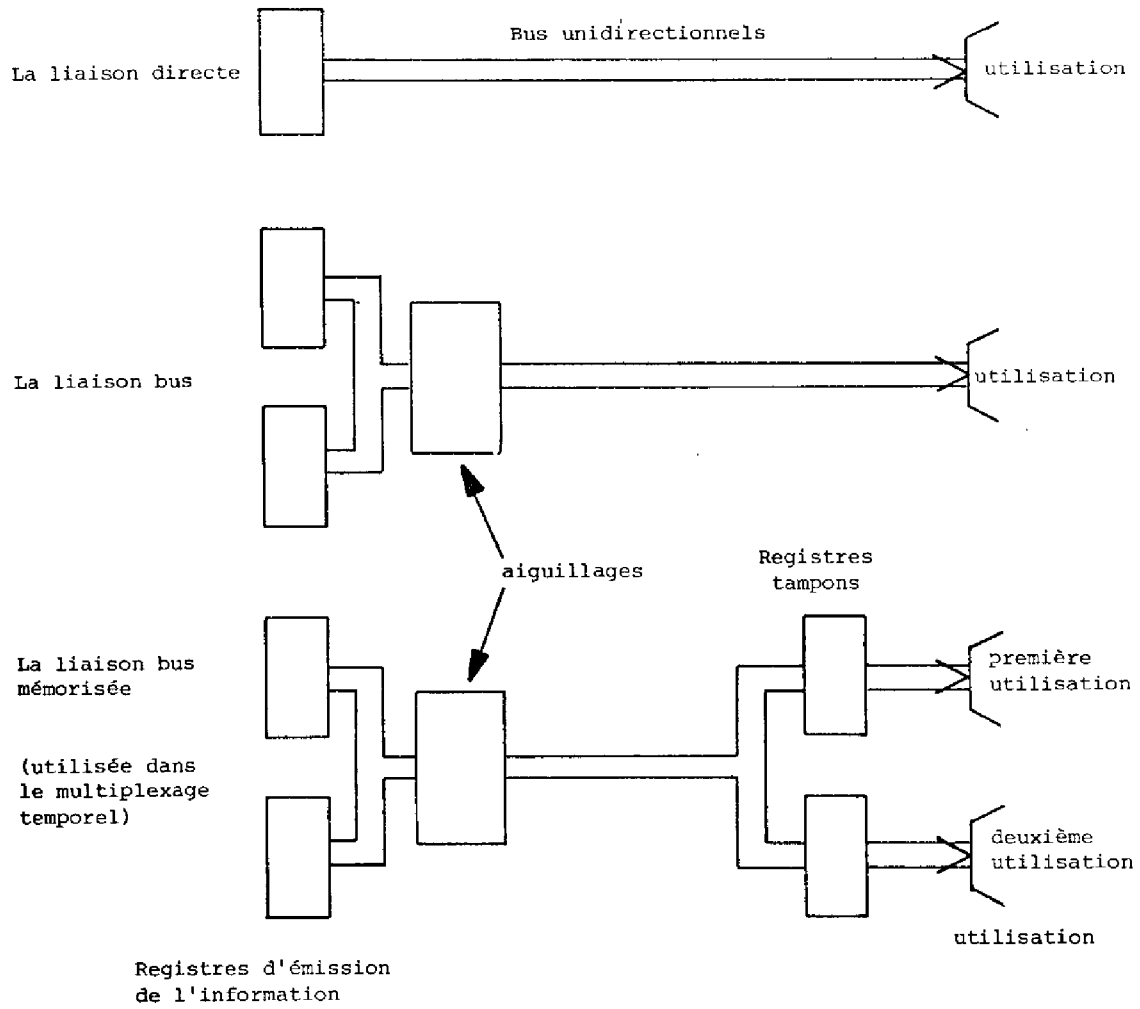 Bus unidirectionnels
La liaison directe
utilisation
La liaison bus
utilisation
aiguillages
Registres
tampons
La liaison bus
mémorisée
première
utilisation
(utilisée dans
le multiplexage
temporel)
deuxième
utilisation
utilisation
Registres d'émission
de l'information